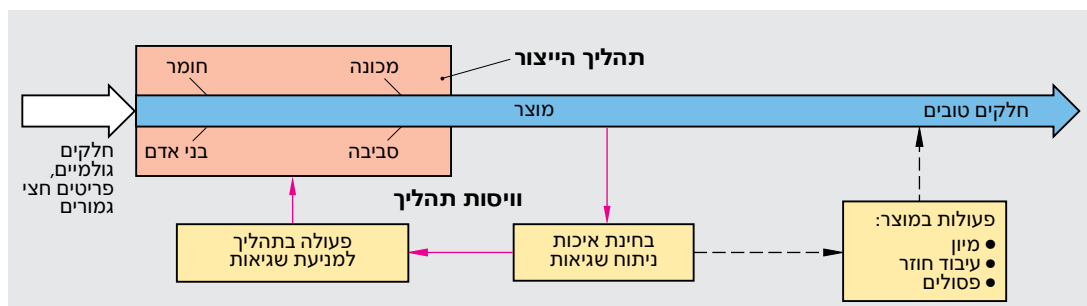 תהליך הייצור
חומר
מכונה
בני אדם
סביבה
מוצר
חלקים טובים
חלקים
גולמיים,
פריטים חצי
גמורים
וויסות תהליך
פעולה בתהליך
למניעת שגיאות
בחינת איכות
ניתוח שגיאות
פעולות במוצר:
● מיון
● עיבוד חוזר
● פסולים